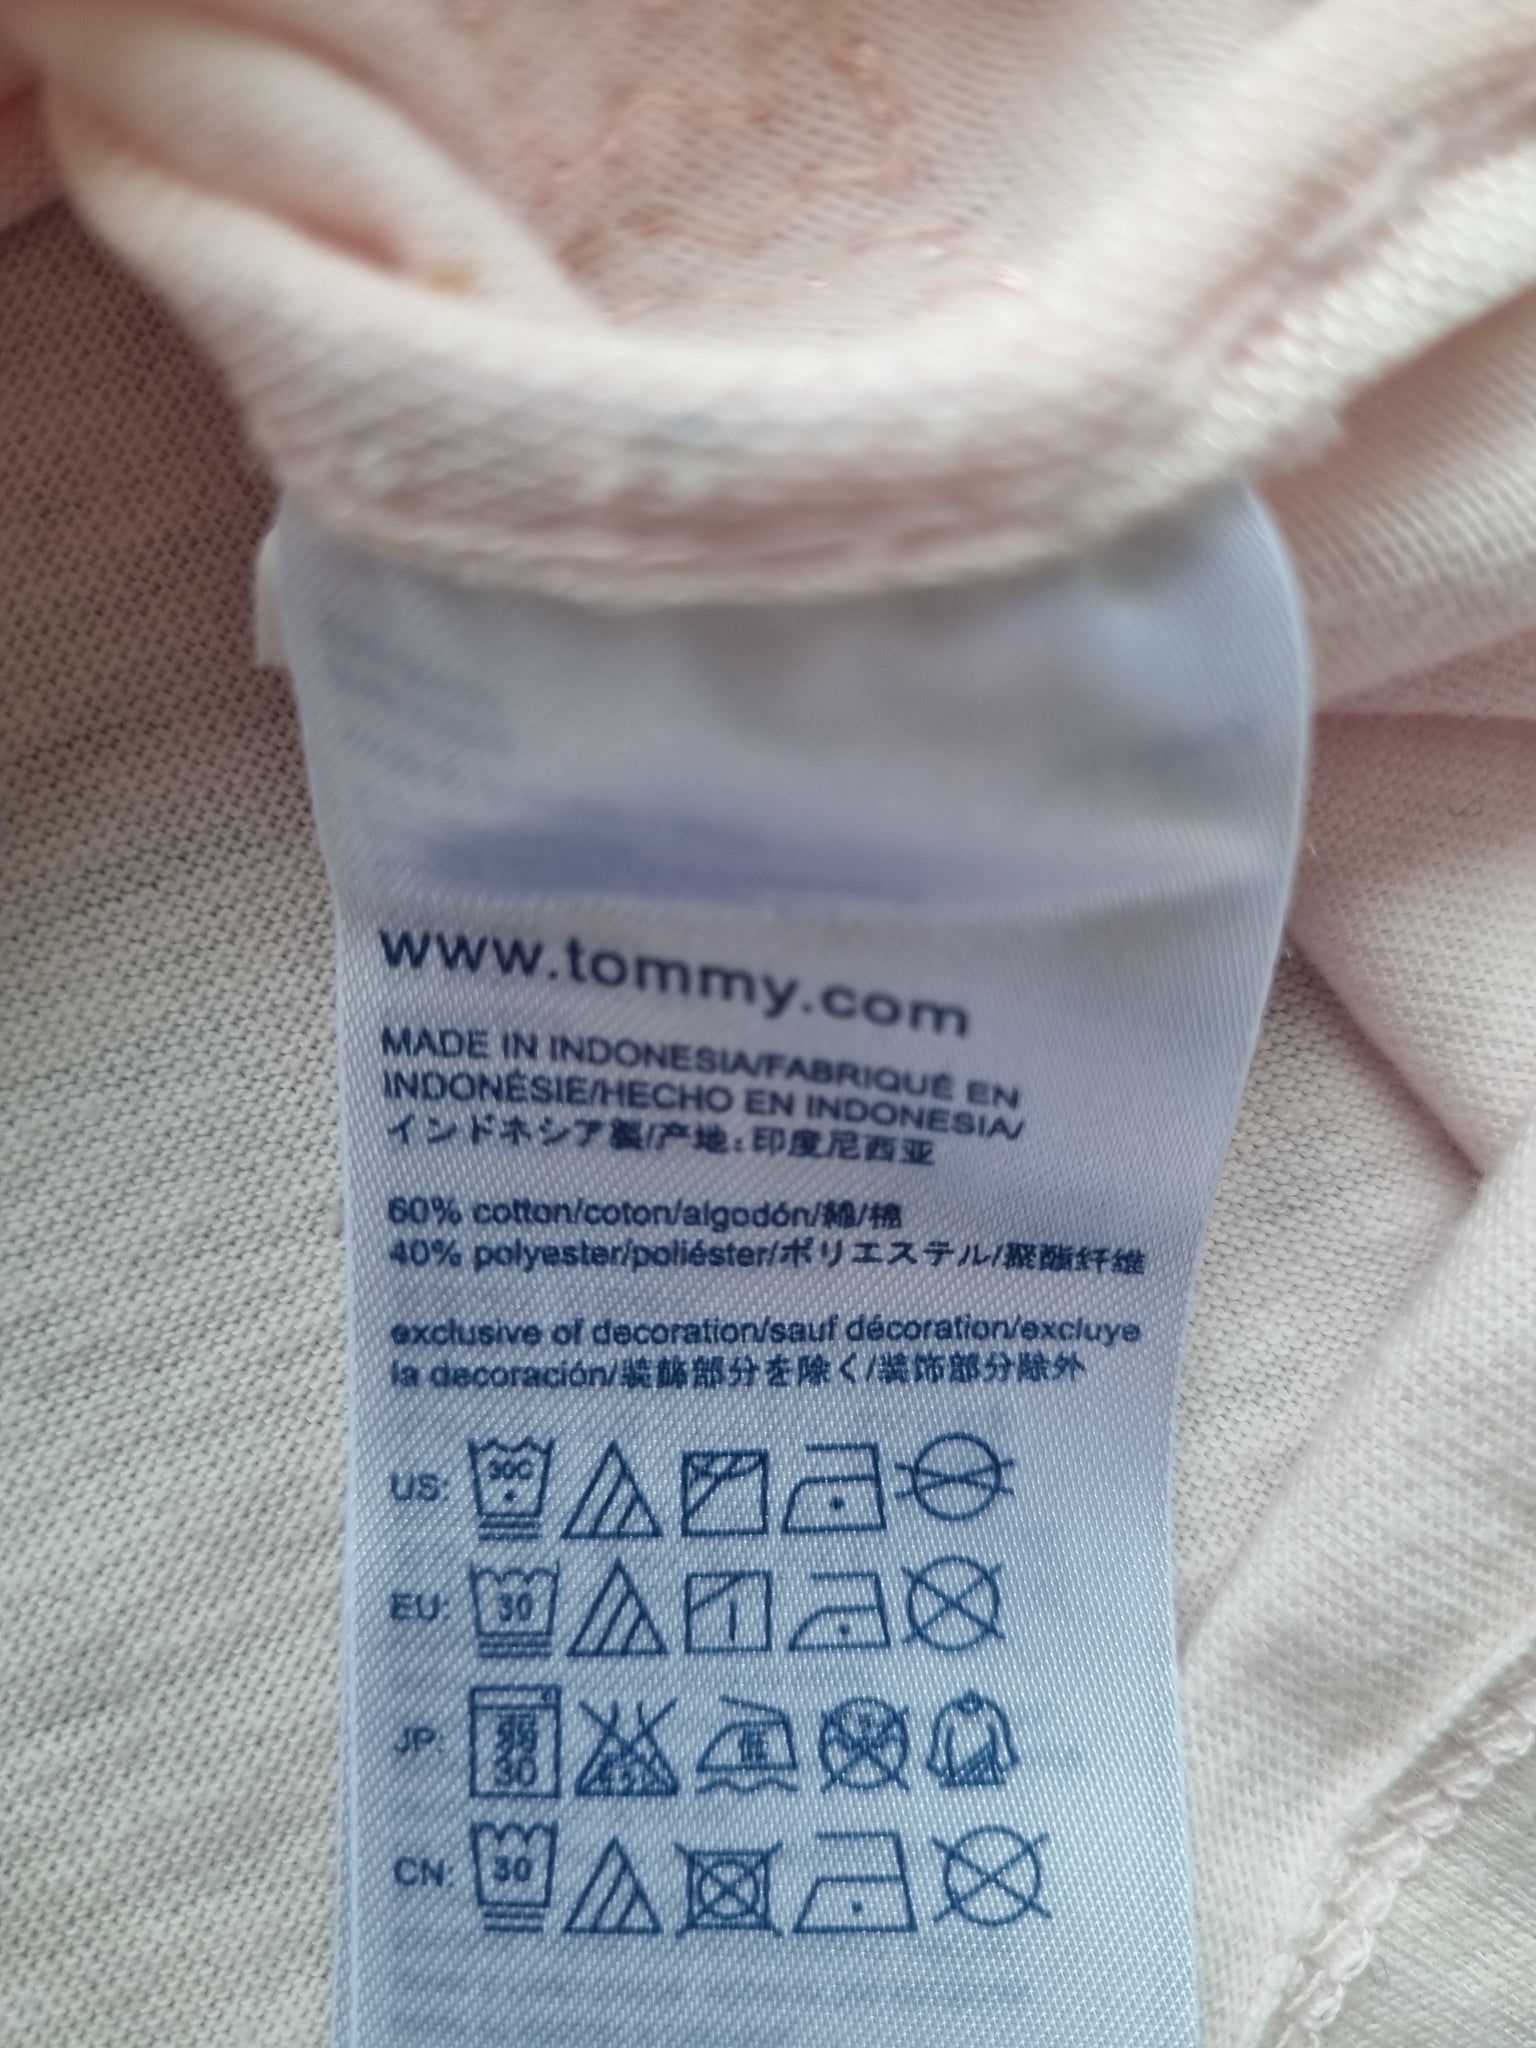 www.tommy.com
MADE IN INDONESIA/FABRIQUÉ EN
INDONÉSIE/HECHO EN INDONESIA/
インドネシア製/产地:印度尼西亚
60% cotton/coton/algodón/綿/棉
40% polyester/poliéster/ポリエステル/聚酯纤维
exclusive of decoration/sauf décoration/excluye
la decoración/装飾部分を除く/装饰部分除外
US: 30C
EU: 30
JP: 30
CN: 30